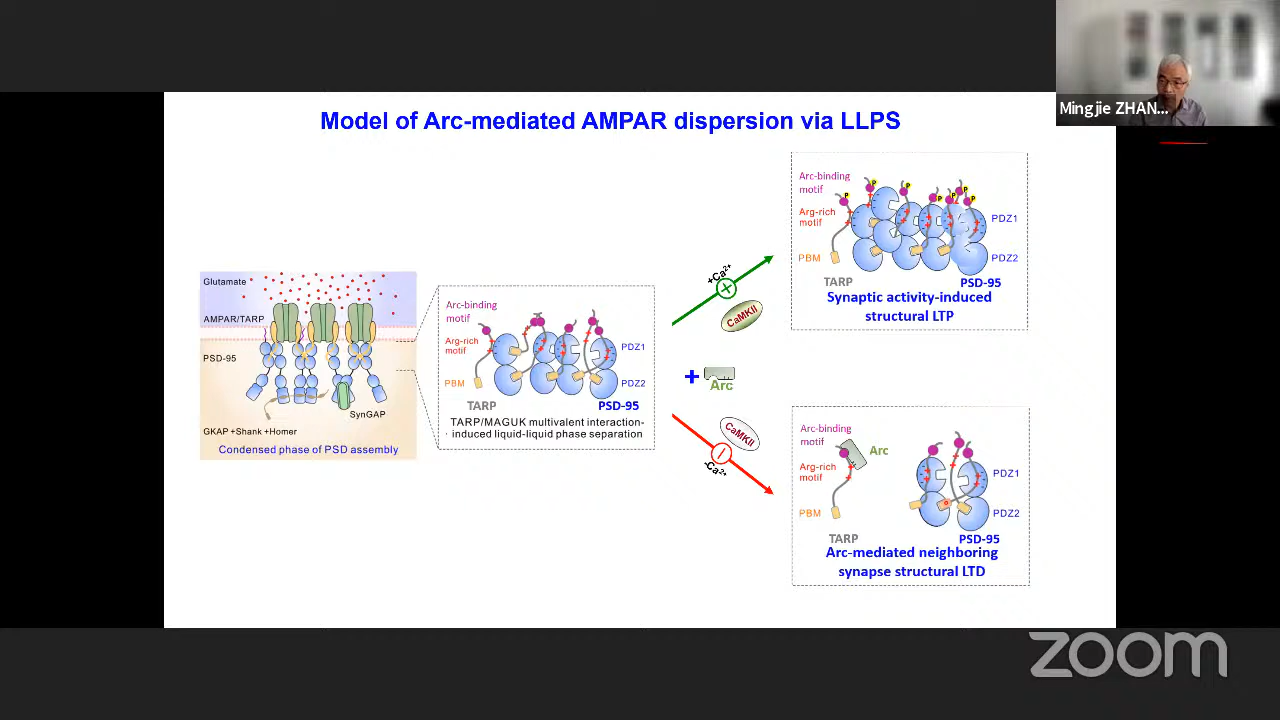 Mingjie ZHAN...
Model of Arc-mediated AMPAR dispersion via LLPS
Glutamate
AMPAR/TARP
PSD-95
SynGAP
GKAP +Shank +Homer
Condensed phase of PSD assembly
Arc-binding
motif
Arg-rich
motif
PBM
PDZ1
PDZ2
TARP
PSD-95
TARP/MAGUK multivalent interaction-
induced liquid-liquid phase separation
+Ca²⁺
CaMKII
+
Arc
CaMKII
-Ca²⁺
Arc-binding
motif
Arg-rich
motif
PBM
P
P
P
P
P
P
P
PDZ1
PDZ2
TARP
PSD-95
Synaptic activity-induced
structural LTP
Arc-binding
motif
Arc
Arg-rich
motif
PBM
PDZ1
PDZ2
TARP
PSD-95
Arc-mediated neighboring
synapse structural LTD
zoom